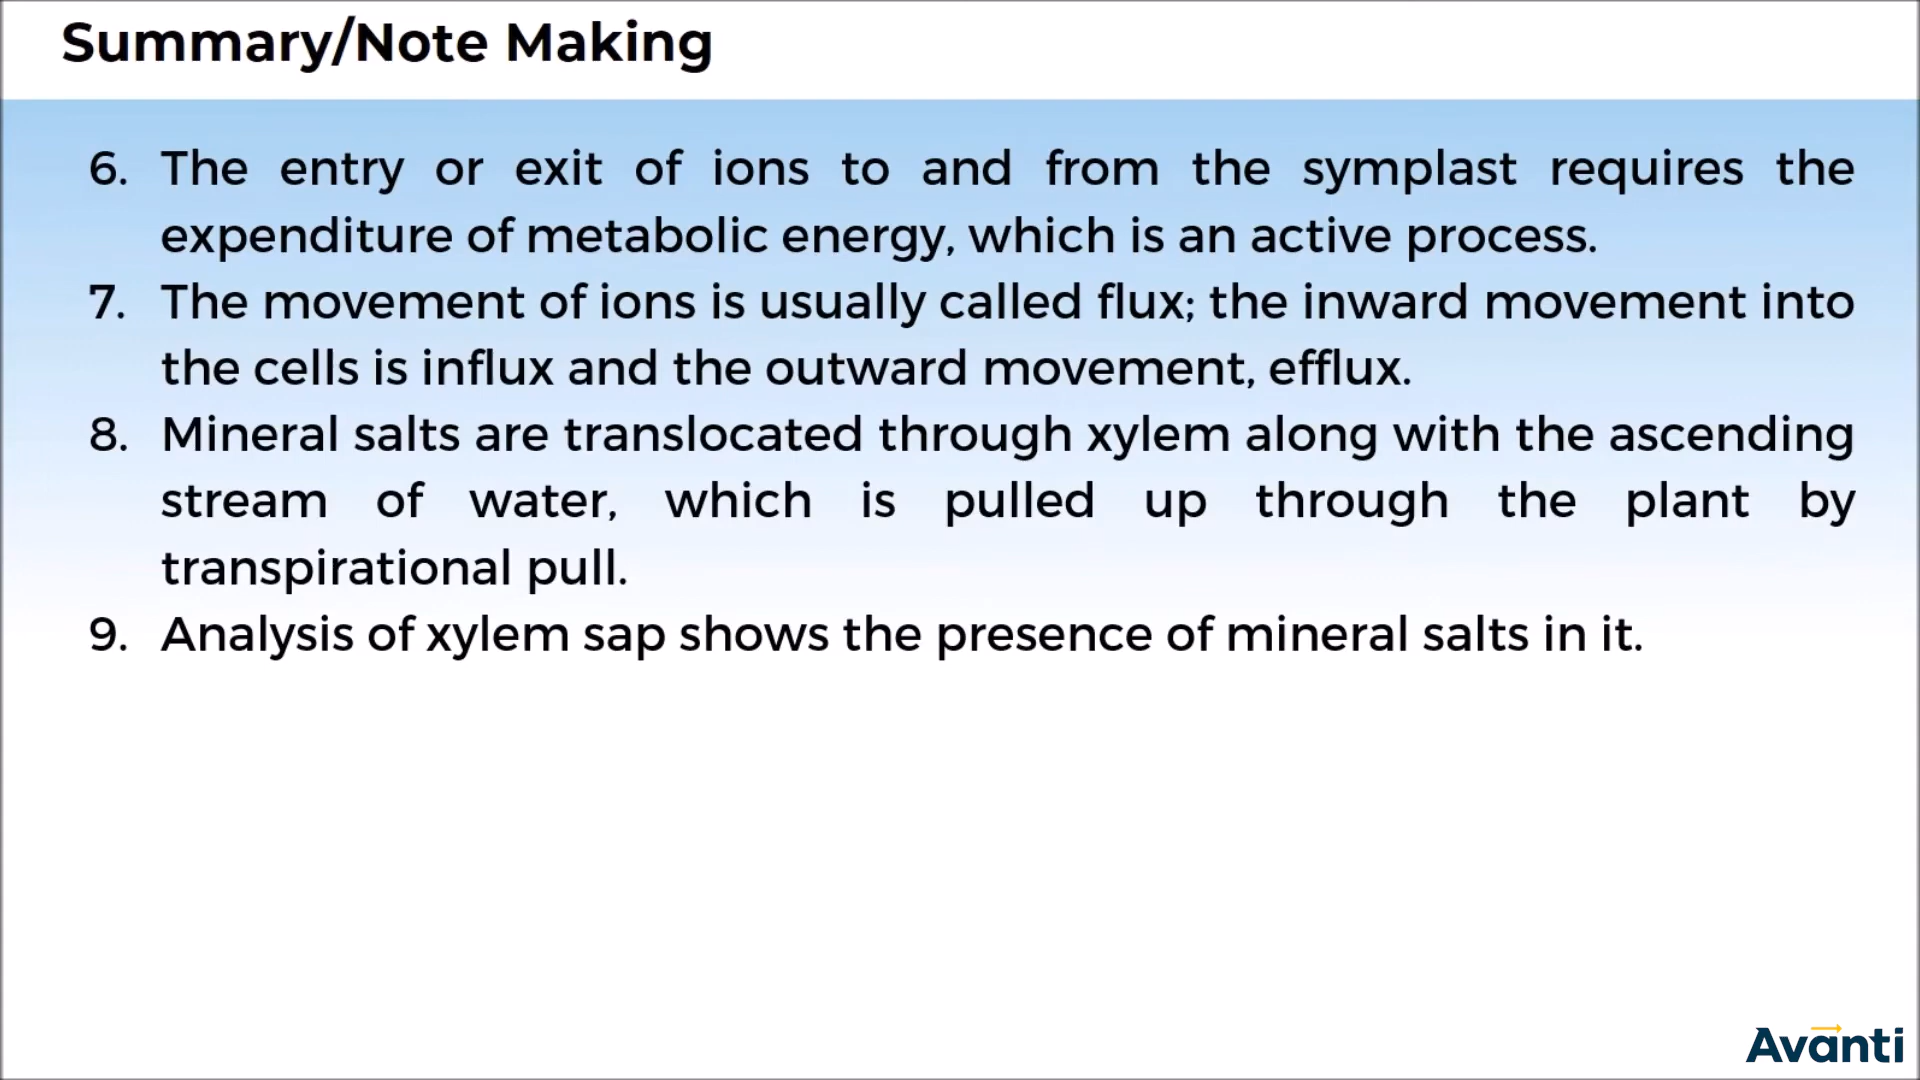 Summary/Note Making
6. The entry or exit of ions to and from the symplast requires the
expenditure of metabolic energy, which is an active process.
7. The movement of ions is usually called flux; the inward movement into
the cells is influx and the outward movement, efflux.
8. Mineral salts are translocated through xylem along with the ascending
stream of water, which is pulled up through the plant by
transpirational pull.
9. Analysis of xylem sap shows the presence of mineral salts in it.
Avanti